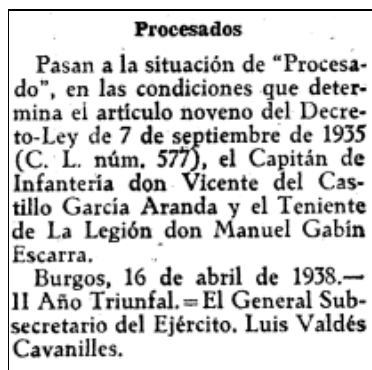 Procesados
Pasan a la situación de "Procesa-
do", en las condiciones que deter-
mina el artículo noveno del Decre-
to-Ley de 7 de septiembre de 1935
(C. L. núm. 577), el Capitán de
Infantería don Vicente del Cas-
tillo García Aranda y el Teniente
de La Legión don Manuel Gabín
Escarra.
Burgos, 16 de abril de 1938.—
II Año Triunfal.=El General Sub-
secretario del Ejército, Luis Valdés
Cavanilles.